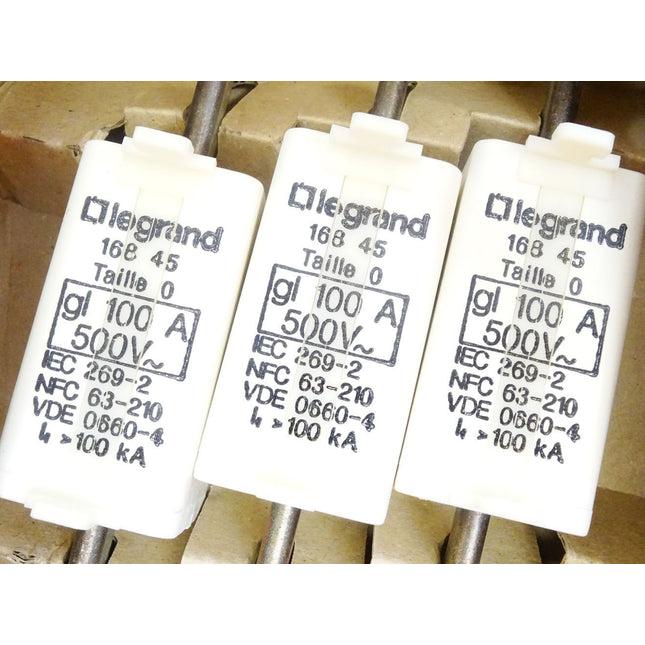 legrand
168 45
Taille 0
gl 100 A
500V~
IEC 269-2
NFC 63-210
VDE 0660-4
I₁ > 100 kA
legrand
168 45
Taille 0
gl 100 A
500V~
IEC 269-2
NFC 63-210
VDE 0660-4
I₁ > 100 kA
legrand
168 45
Taille 0
gl 100 A
500V~
IEC 269-2
NFC 63-210
VDE 0660-4
I₁ > 100 kA